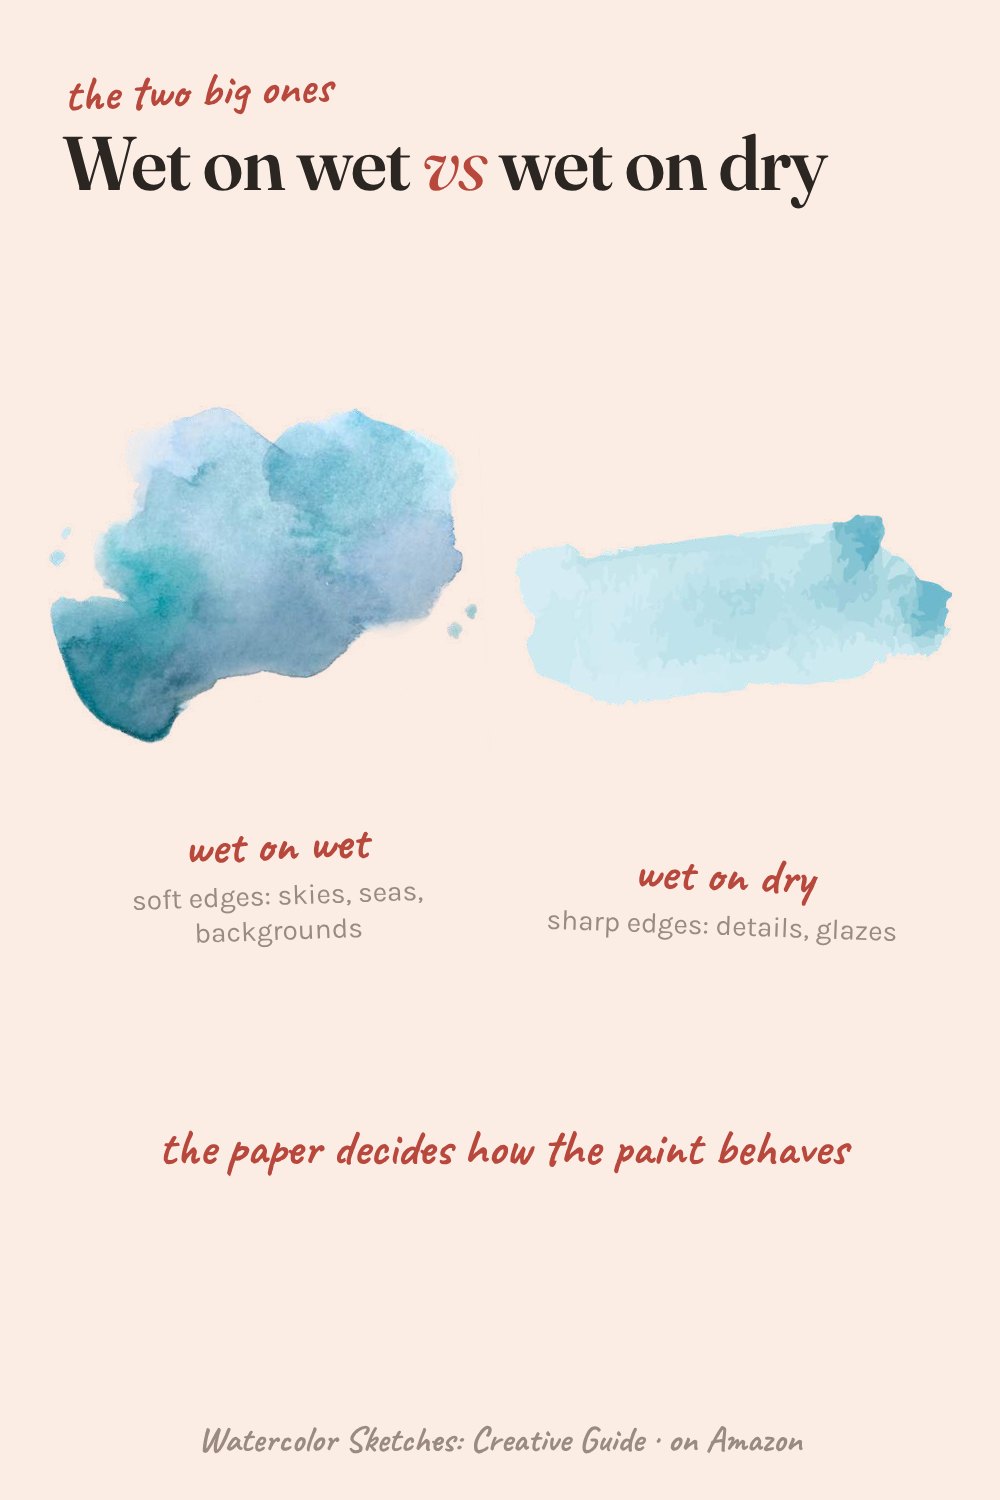 the two big ones
Wet on wet vs wet on dry
wet on wet
soft edges: skies, seas,
backgrounds
wet on dry
sharp edges: details, glazes
the paper decides how the paint behaves
Watercolor Sketches: Creative Guide · on Amazon